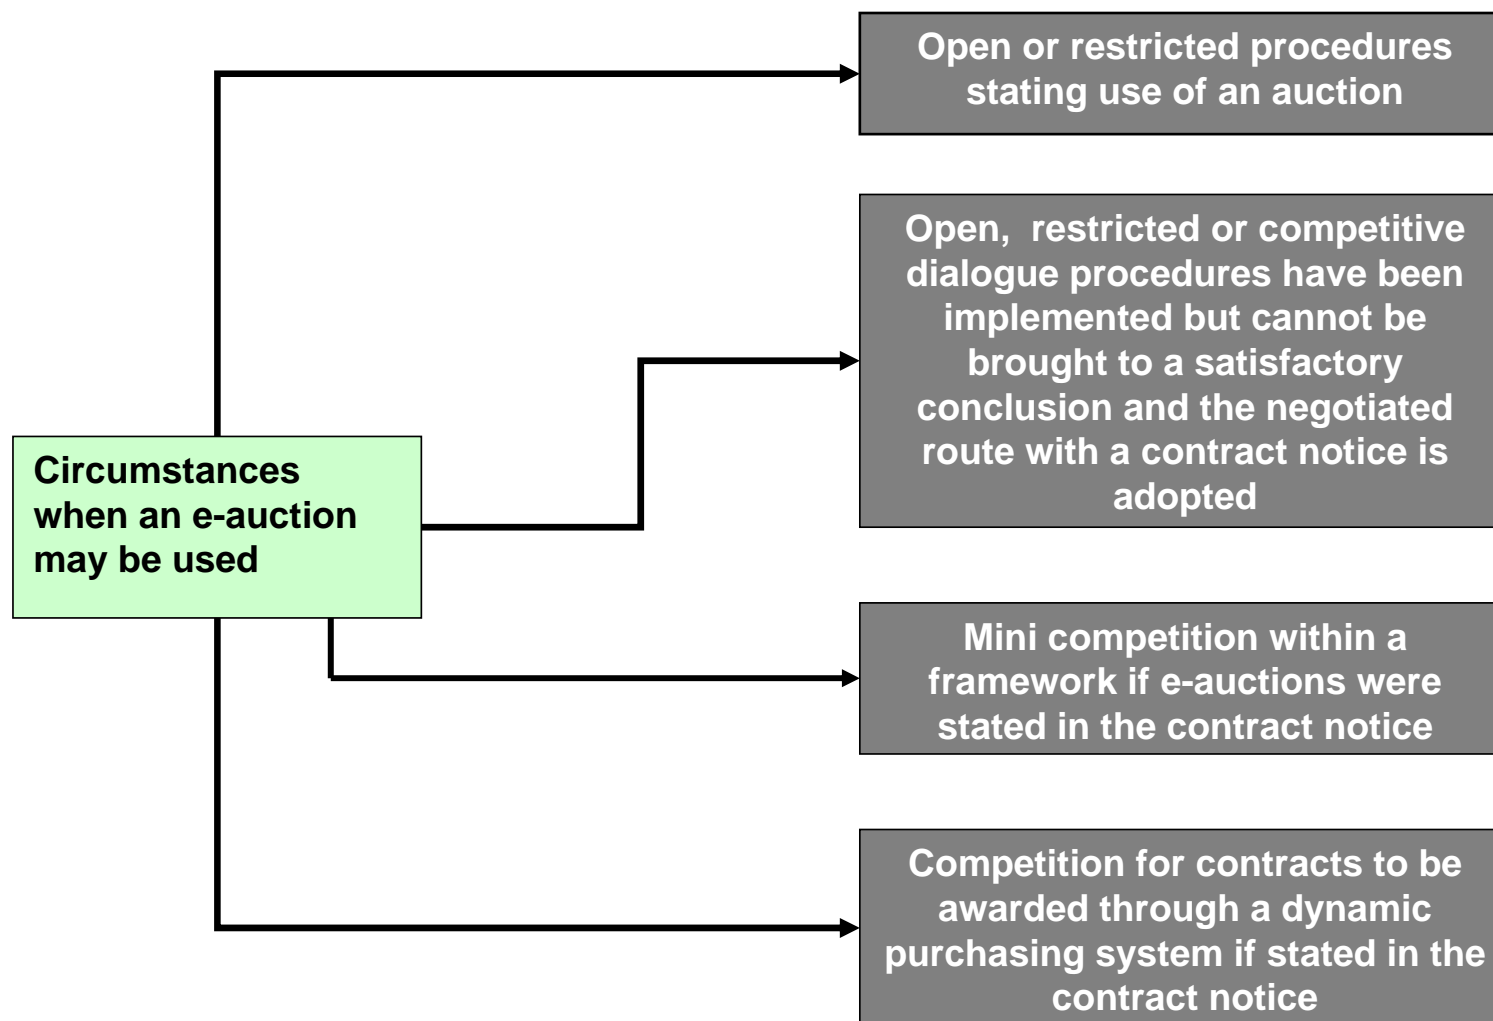 Open or restricted procedures
stating use of an auction
Open, restricted or competitive
dialogue procedures have been
implemented but cannot be
brought to a satisfactory
conclusion and the negotiated
route with a contract notice is
adopted
Circumstances
when an e-auction
may be used
Mini competition within a
framework if e-auctions were
stated in the contract notice
Competition for contracts to be
awarded through a dynamic
purchasing system if stated in the
contract notice